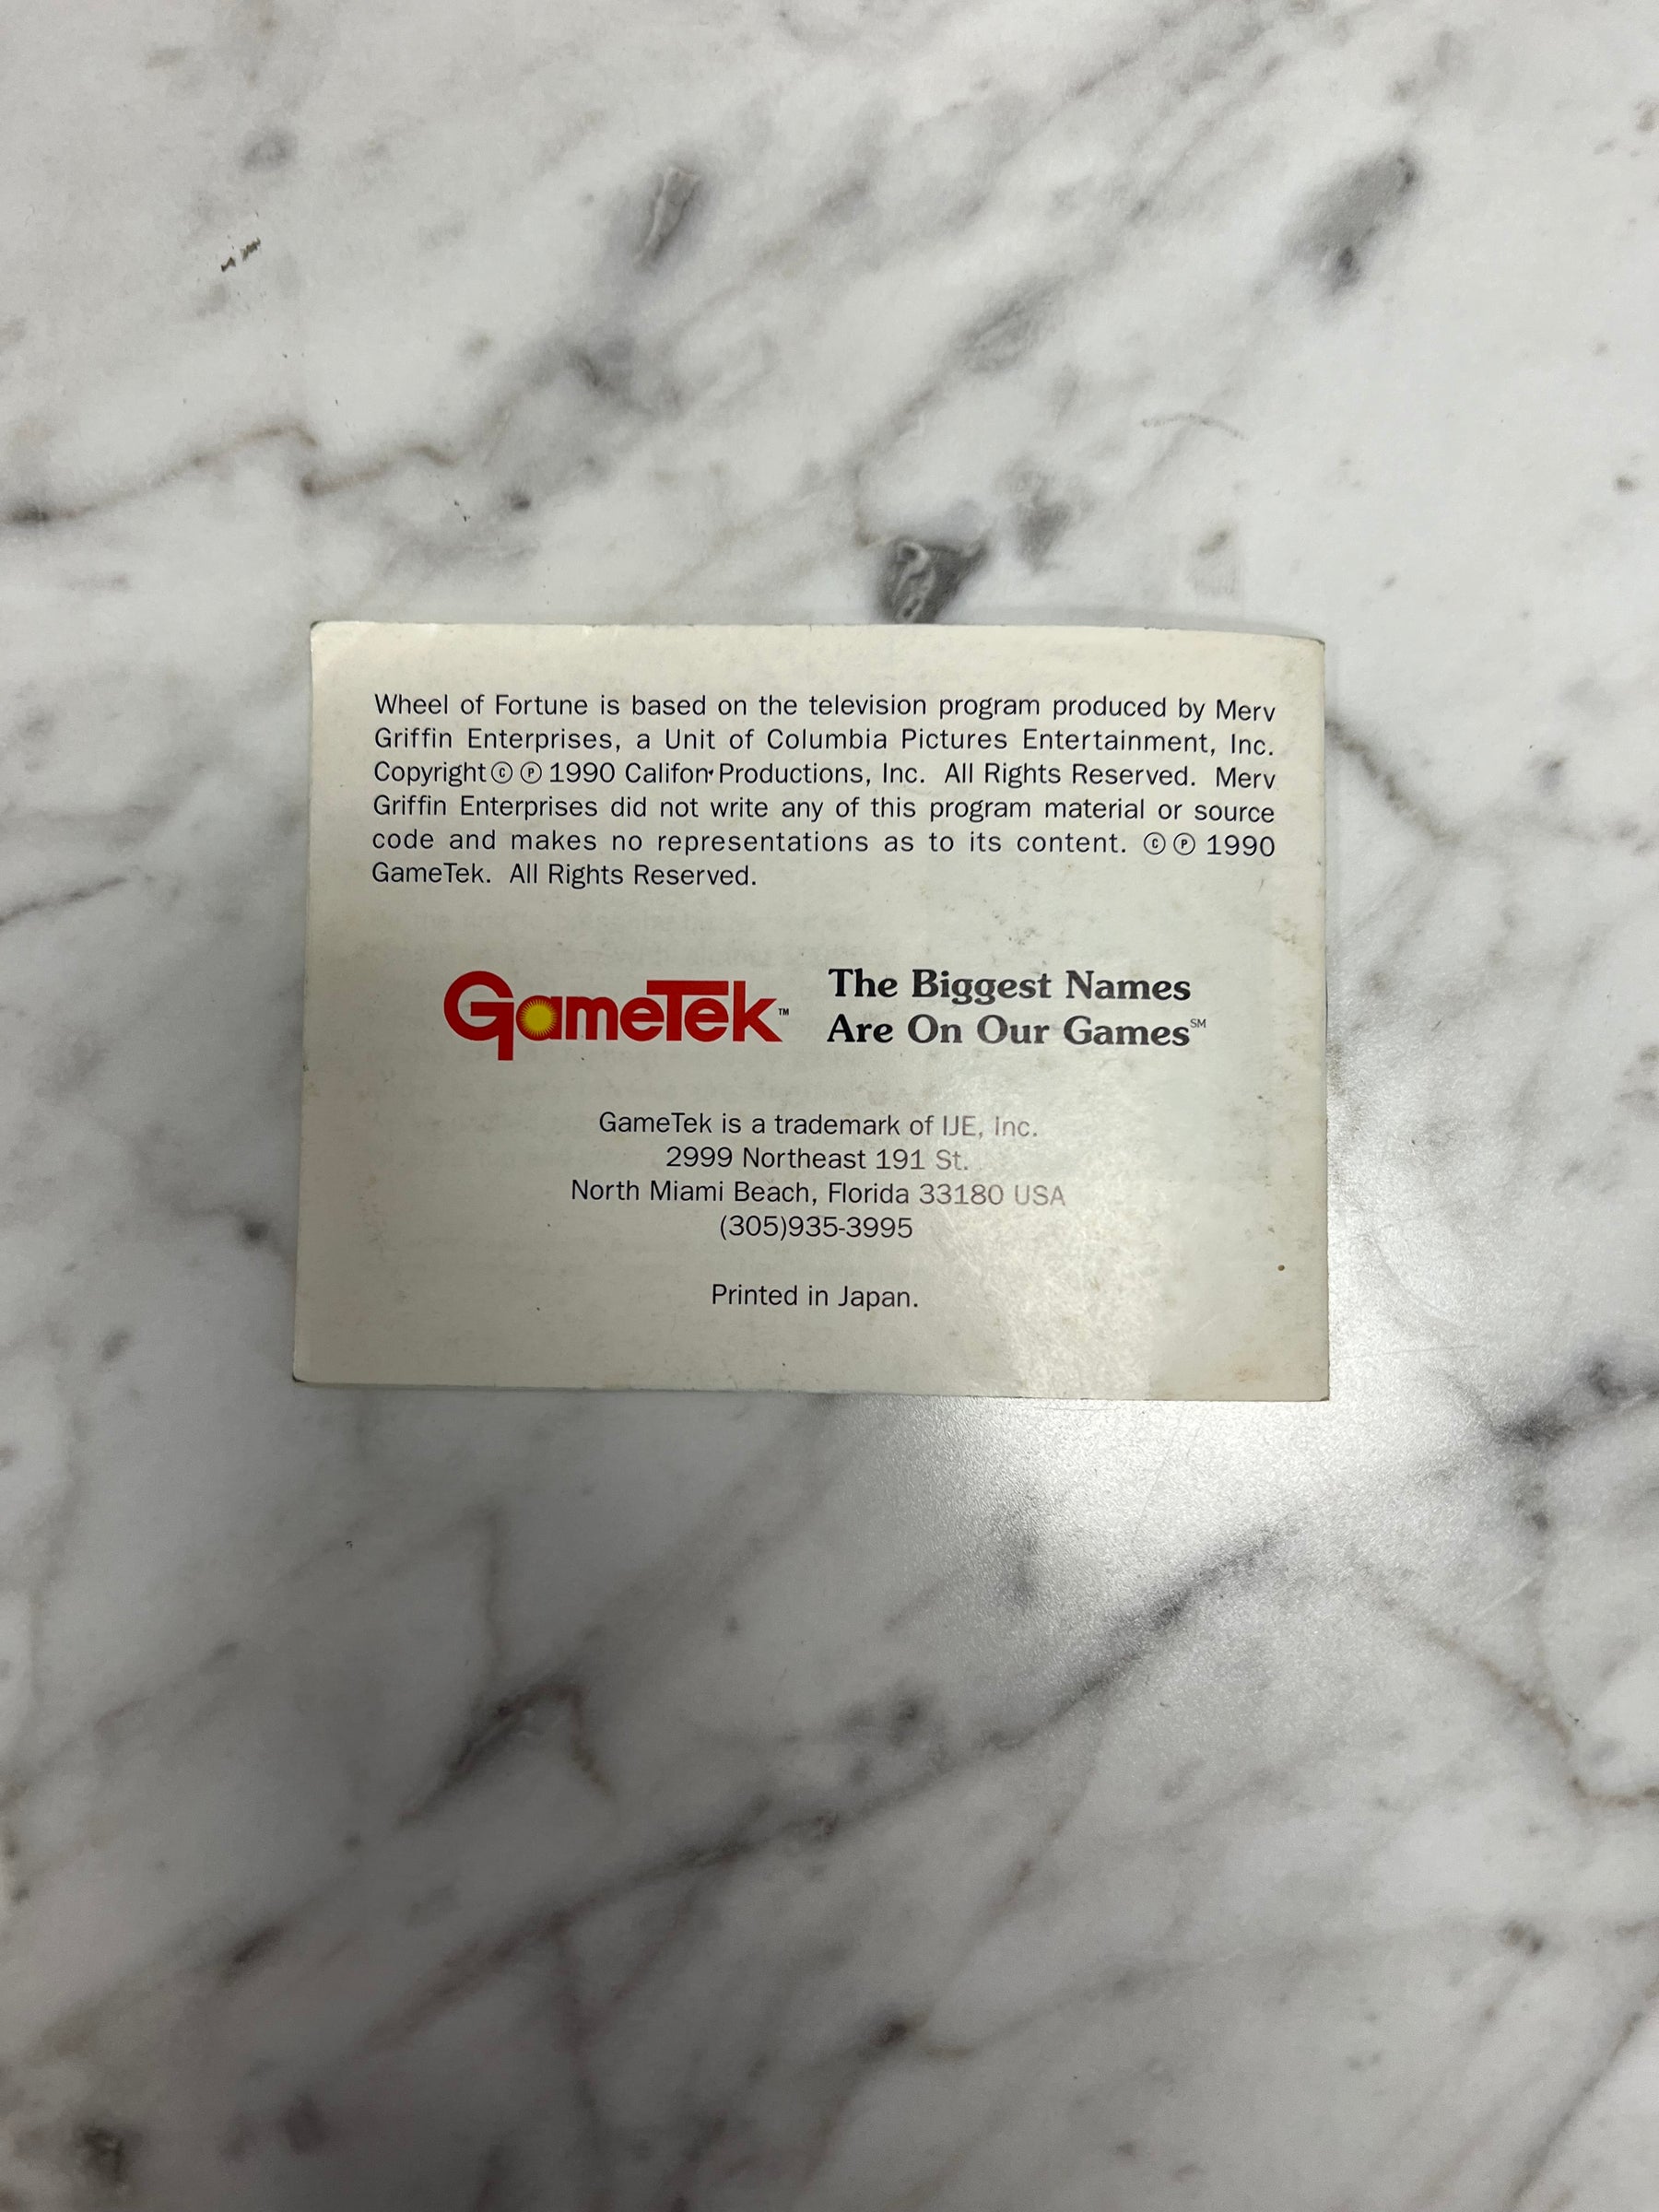 Wheel of Fortune is based on the television program produced by Merv
Griffin Enterprises, a Unit of Columbia Pictures Entertainment, Inc.
Copyright © ℗ 1990 Califon Productions, Inc. All Rights Reserved. Merv
Griffin Enterprises did not write any of this program material or source
code and makes no representations as to its content. © ℗ 1990
GameTek. All Rights Reserved.
GameTek™
The Biggest Names
Are On Our Games℠
GameTek is a trademark of IJE, Inc.
2999 Northeast 191 St.
North Miami Beach, Florida 33180 USA
(305)935-3995
Printed in Japan.